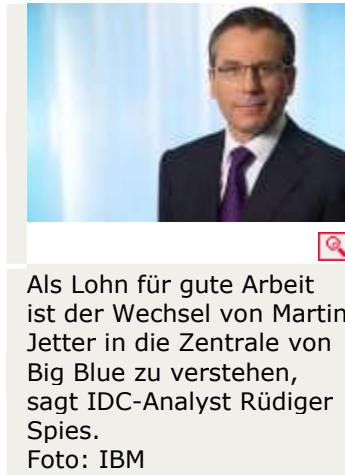 Als Lohn für gute Arbeit
ist der Wechsel von Martin
Jetter in die Zentrale von
Big Blue zu verstehen,
sagt IDC-Analyst Rüdiger
Spies.
Foto: IBM